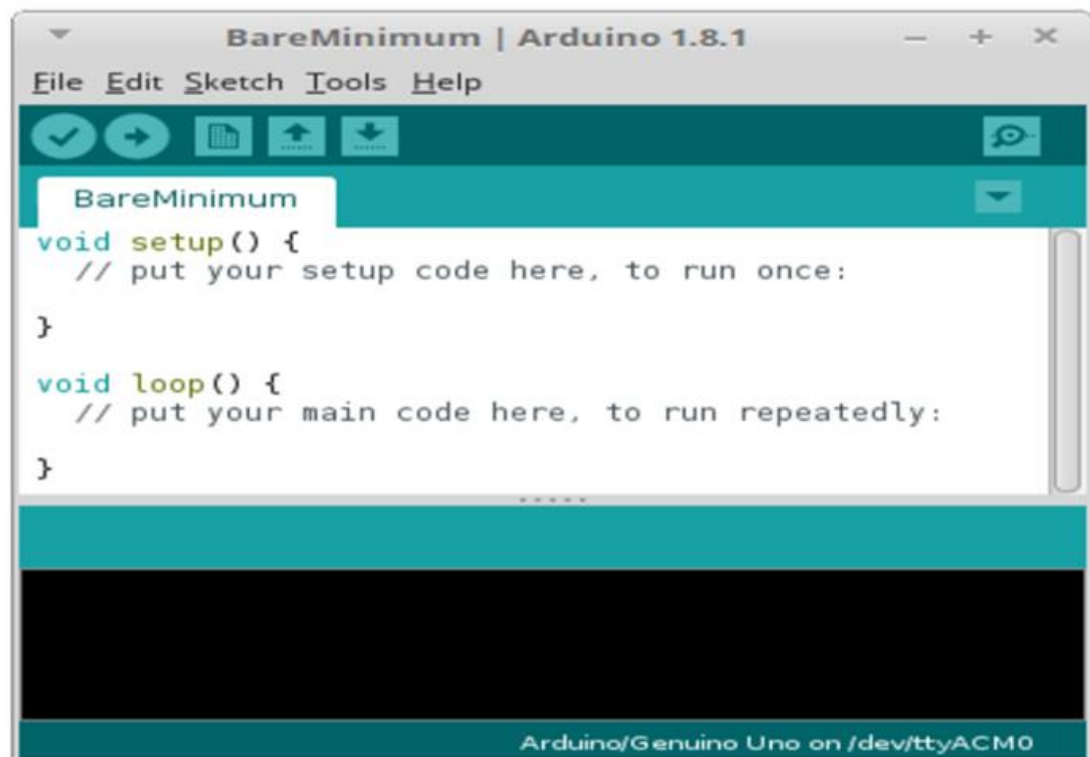 BareMinimum | Arduino 1.8.1
File Edit Sketch Tools Help
BareMinimum
void setup() {
  // put your setup code here, to run once:
}
void loop() {
  // put your main code here, to run repeatedly:
}
Arduino/Genuino Uno on /dev/ttyACM0